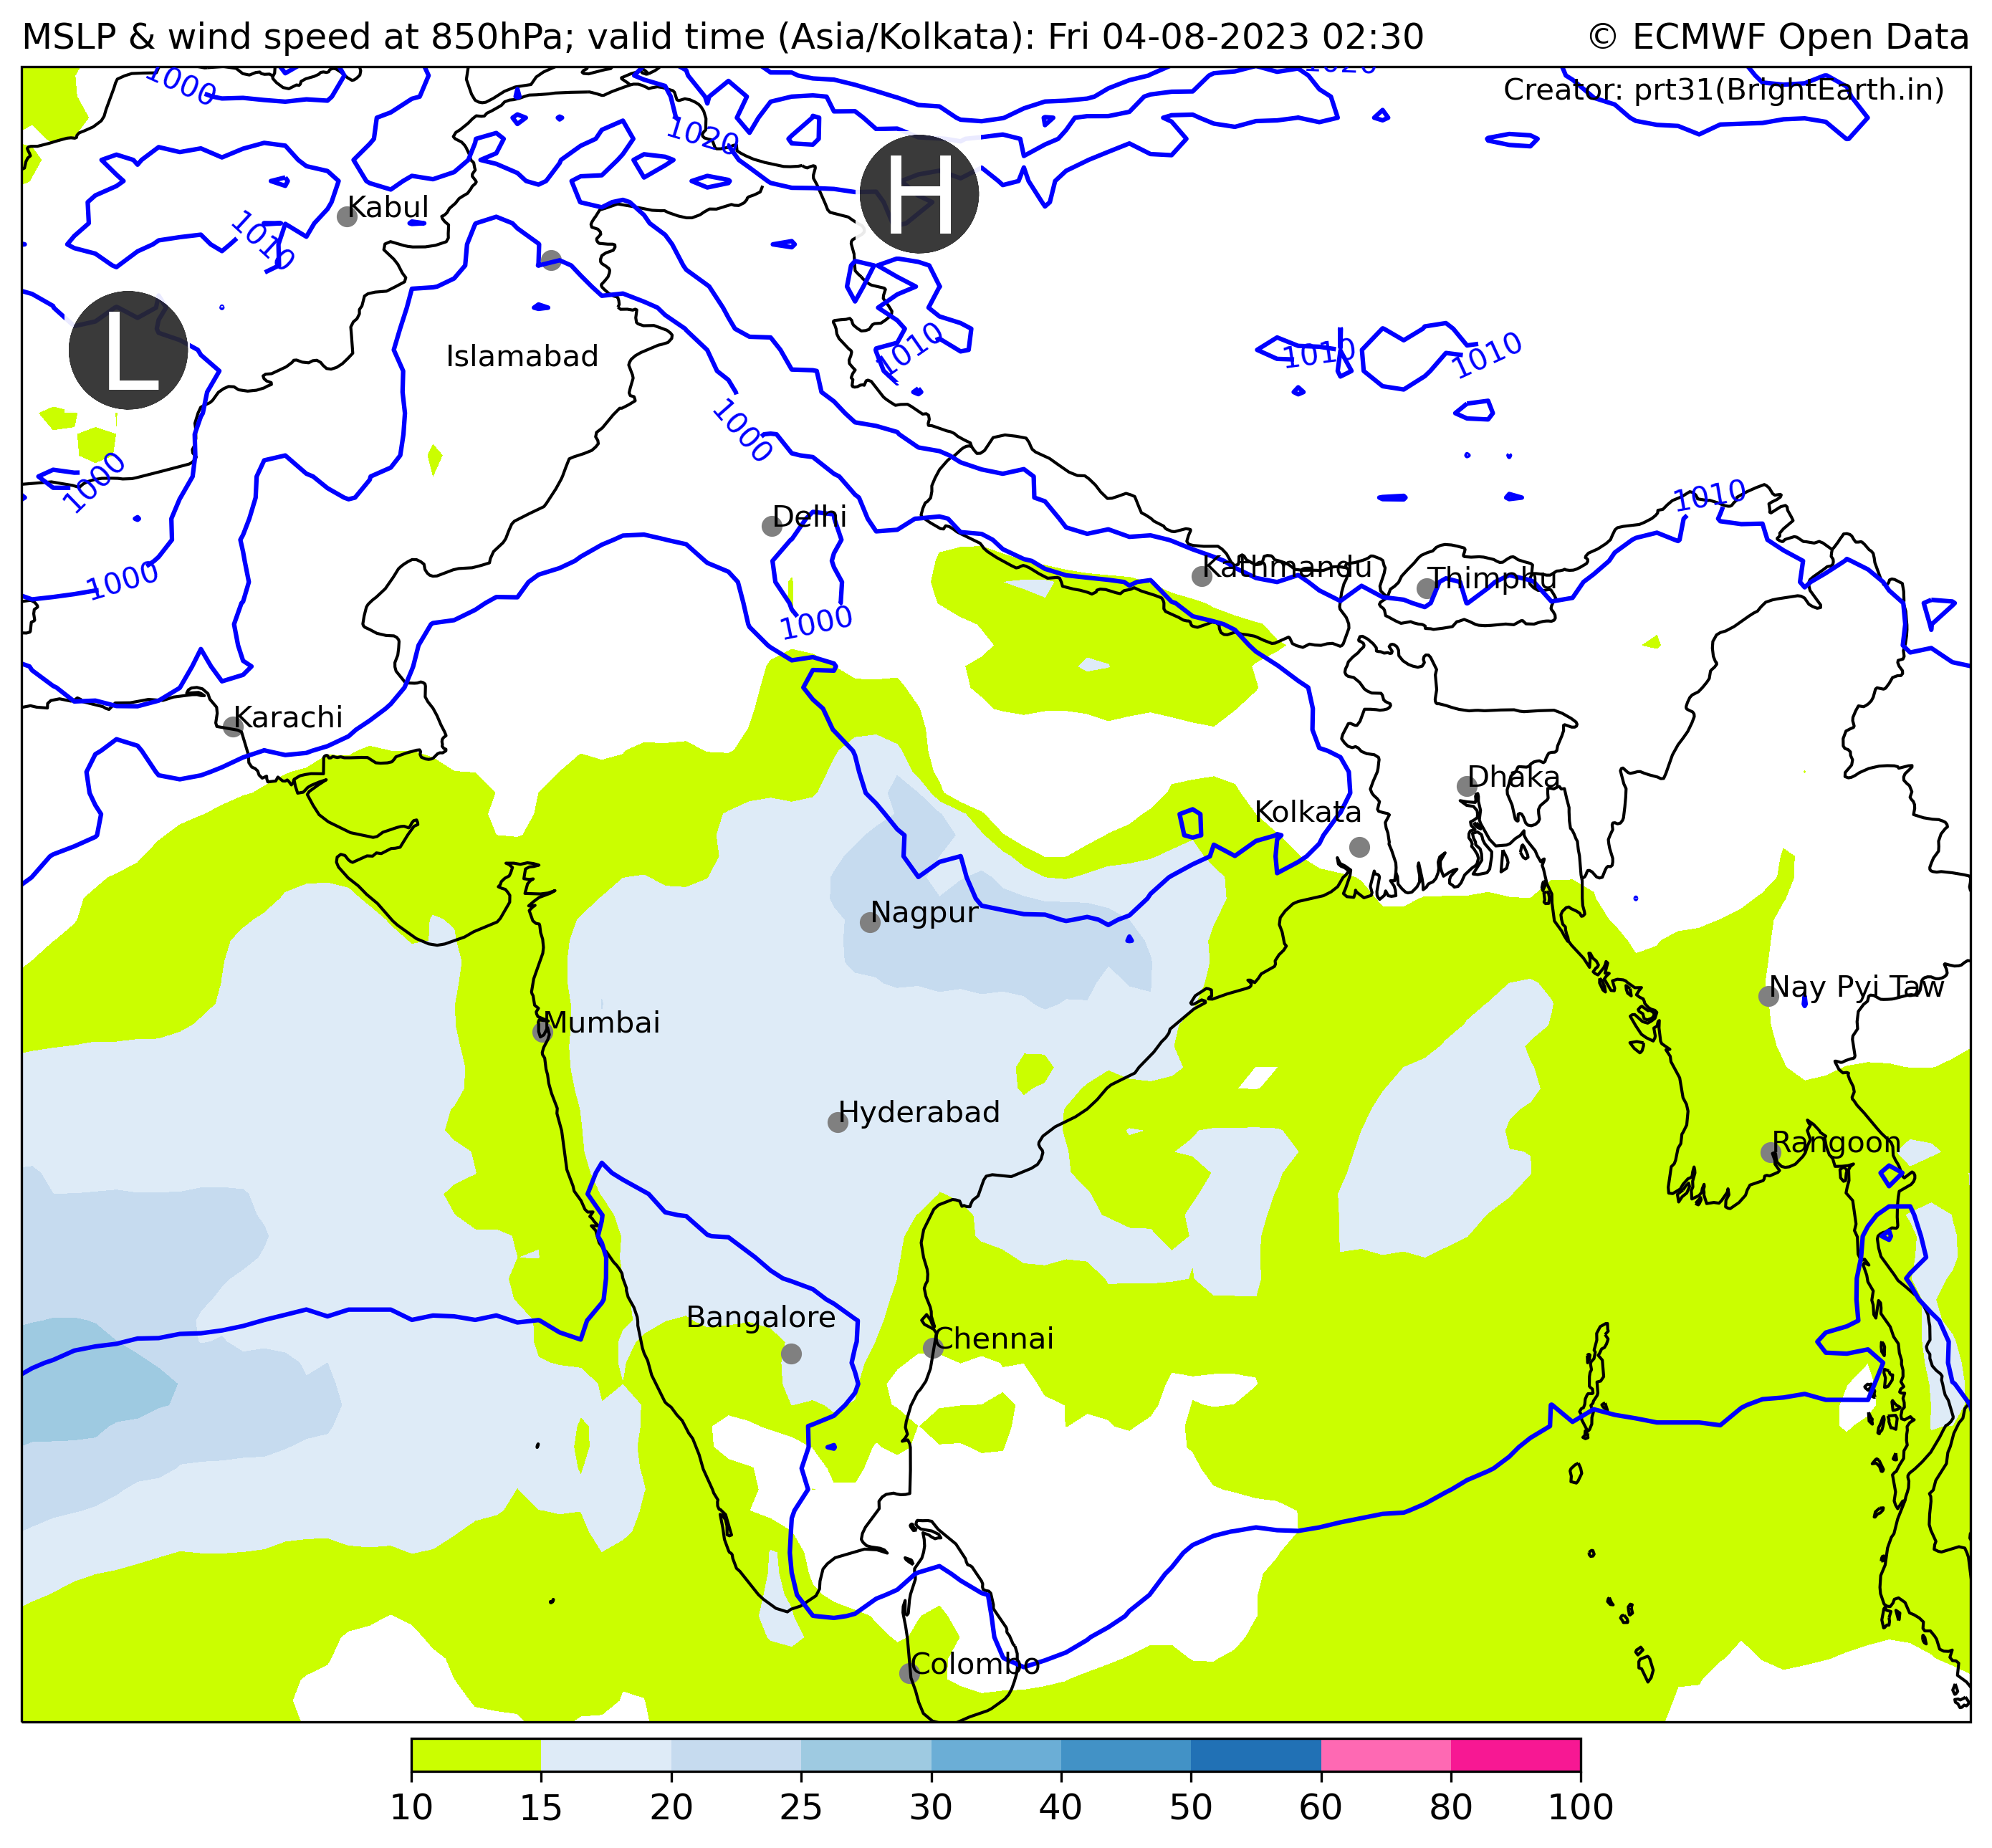 MSLP & wind speed at 850hPa; valid time (Asia/Kolkata): Fri 04-08-2023 02:30 © ECMWF Open Data
1020
1000
Creator: prt31(BrightEarth.in)
1020
H
Kabul
1010
L
Islamabad
1010
1010
1010
1000
1000
1010
Delhi
1000
Kathmandu
Thimphu
1000
Karachi
Dhaka
Kolkata
Nagpur
Nay Pyi Taw
Mumbai
Hyderabad
Rangoon
Bangalore
Chennai
Colombo
10 15 20 25 30 40 50 60 80 100